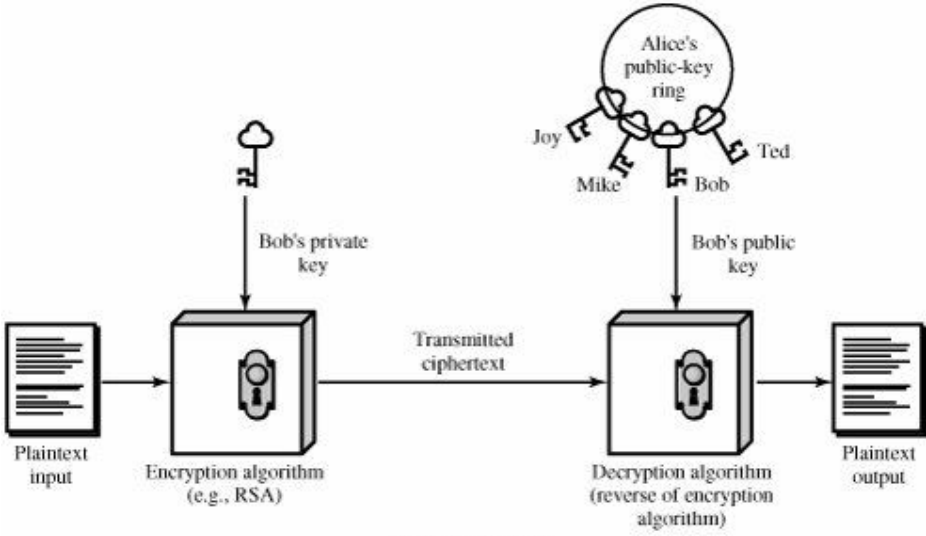 Alice's
public-key
ring
Joy
Mike
Bob
Ted
Bob's private
key
Bob's public
key
Transmitted
ciphertext
Plaintext
input
Encryption algorithm
(e.g., RSA)
Decryption algorithm
(reverse of encryption
algorithm)
Plaintext
output